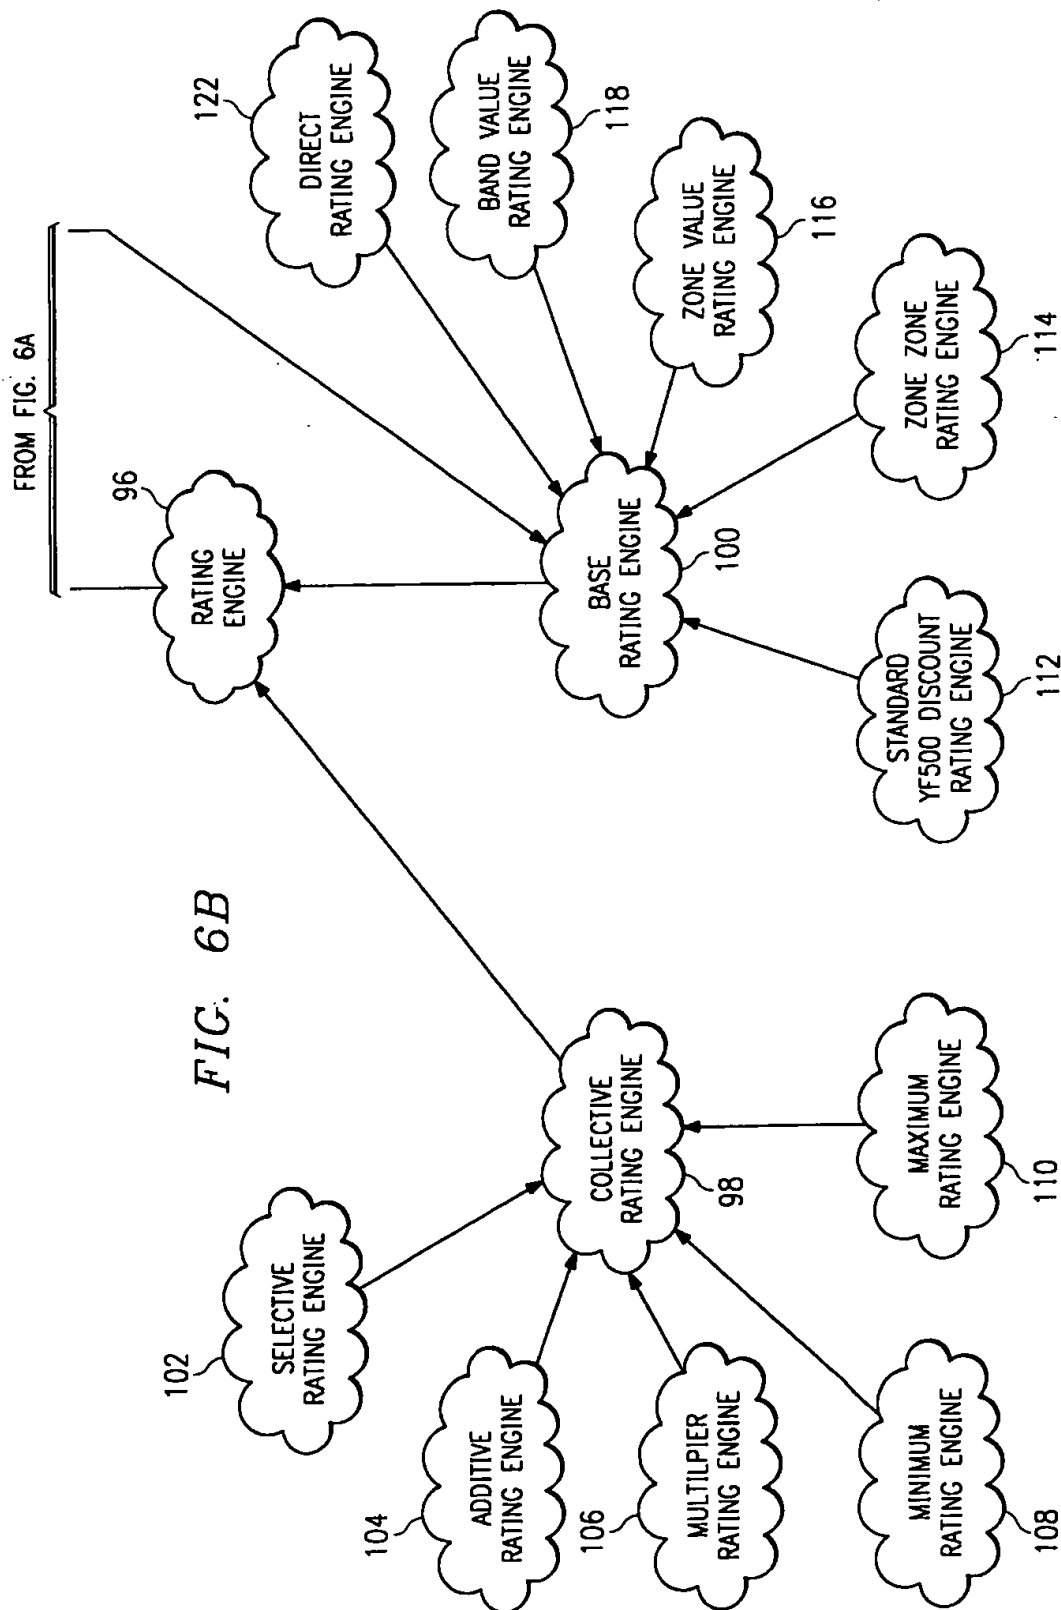 FROM FIG. 6A
FIG. 6B
96
RATING
ENGINE
122
DIRECT
RATING ENGINE
BAND VALUE
RATING ENGINE
118
ZONE VALUE
RATING ENGINE
116
ZONE ZONE
RATING ENGINE
114
BASE
RATING ENGINE
100
STANDARD
YF500 DISCOUNT
RATING ENGINE
112
102
SELECTIVE
RATING ENGINE
COLLECTIVE
RATING ENGINE
98
104
ADDITIVE
RATING ENGINE
106
MULTILPIER
RATING ENGINE
MINIMUM
RATING ENGINE
108
MAXIMUM
RATING ENGINE
110